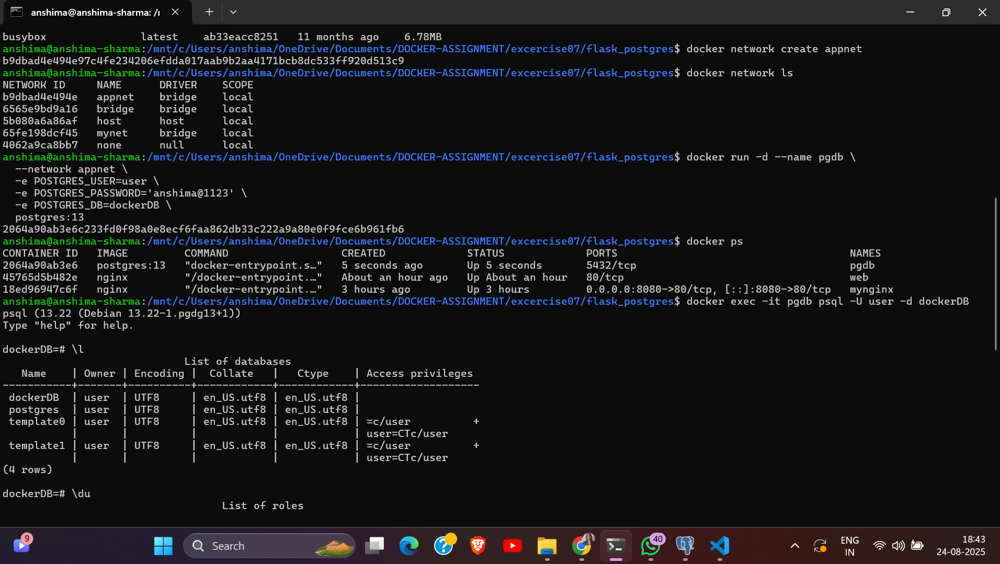 anshima@anshima-sharma: /r
busybox               latest    ab33eacc8251   11 months ago    6.78MB
anshima@anshima-sharma:/mnt/c/Users/anshima/OneDrive/Documents/DOCKER-ASSIGNMENT/excercise07/flask_postgres$ docker network create appnet
b9dbad4e494e97c4fe234206efdda017aab9b2aa4171bcb8dc533ff920d513c9
anshima@anshima-sharma:/mnt/c/Users/anshima/OneDrive/Documents/DOCKER-ASSIGNMENT/excercise07/flask_postgres$ docker network ls
NETWORK ID     NAME      DRIVER    SCOPE
b9dbad4e494e   appnet    bridge    local
6565e9bd9a16   bridge    bridge    local
5b080a6a86af   host      host      local
65fe198dcf45   mynet     bridge    local
4062a9ca8bb7   none      null      local
anshima@anshima-sharma:/mnt/c/Users/anshima/OneDrive/Documents/DOCKER-ASSIGNMENT/excercise07/flask_postgres$ docker run -d --name pgdb \
  --network appnet \
  -e POSTGRES_USER=user \
  -e POSTGRES_PASSWORD='anshima@1123' \
  -e POSTGRES_DB=dockerDB \
  postgres:13
2064a90ab3e6c233fd0f98a0e8ecf6faa862db33c222a9a80e0f9fce6b961fb6
anshima@anshima-sharma:/mnt/c/Users/anshima/OneDrive/Documents/DOCKER-ASSIGNMENT/excercise07/flask_postgres$ docker ps
CONTAINER ID   IMAGE         COMMAND                  CREATED             STATUS             PORTS                                     NAMES
2064a90ab3e6   postgres:13   "docker-entrypoint.s…"   5 seconds ago       Up 5 seconds       5432/tcp                                  pgdb
45765d5b482e   nginx         "/docker-entrypoint.…"   About an hour ago   Up About an hour   80/tcp                                    web
18ed96947c6f   nginx         "/docker-entrypoint.…"   3 hours ago         Up 3 hours         0.0.0.0:8080->80/tcp, [::]:8080->80/tcp   mynginx
anshima@anshima-sharma:/mnt/c/Users/anshima/OneDrive/Documents/DOCKER-ASSIGNMENT/excercise07/flask_postgres$ docker exec -it pgdb psql -U user -d dockerDB
psql (13.22 (Debian 13.22-1.pgdg13+1))
Type "help" for help.
dockerDB=# \l
                             List of databases
   Name    | Owner | Encoding |  Collate   |   Ctype    | Access privileges
-----------+-------+----------+------------+------------+-------------------
 dockerDB  | user  | UTF8     | en_US.utf8 | en_US.utf8 |
 postgres  | user  | UTF8     | en_US.utf8 | en_US.utf8 |
 template0 | user  | UTF8     | en_US.utf8 | en_US.utf8 | =c/user          +
           |       |          |            |            | user=CTc/user
 template1 | user  | UTF8     | en_US.utf8 | en_US.utf8 | =c/user          +
           |       |          |            |            | user=CTc/user
(4 rows)
dockerDB=# \du
                                   List of roles
9
Search
40
ENG
IN
18:43
24-08-2025